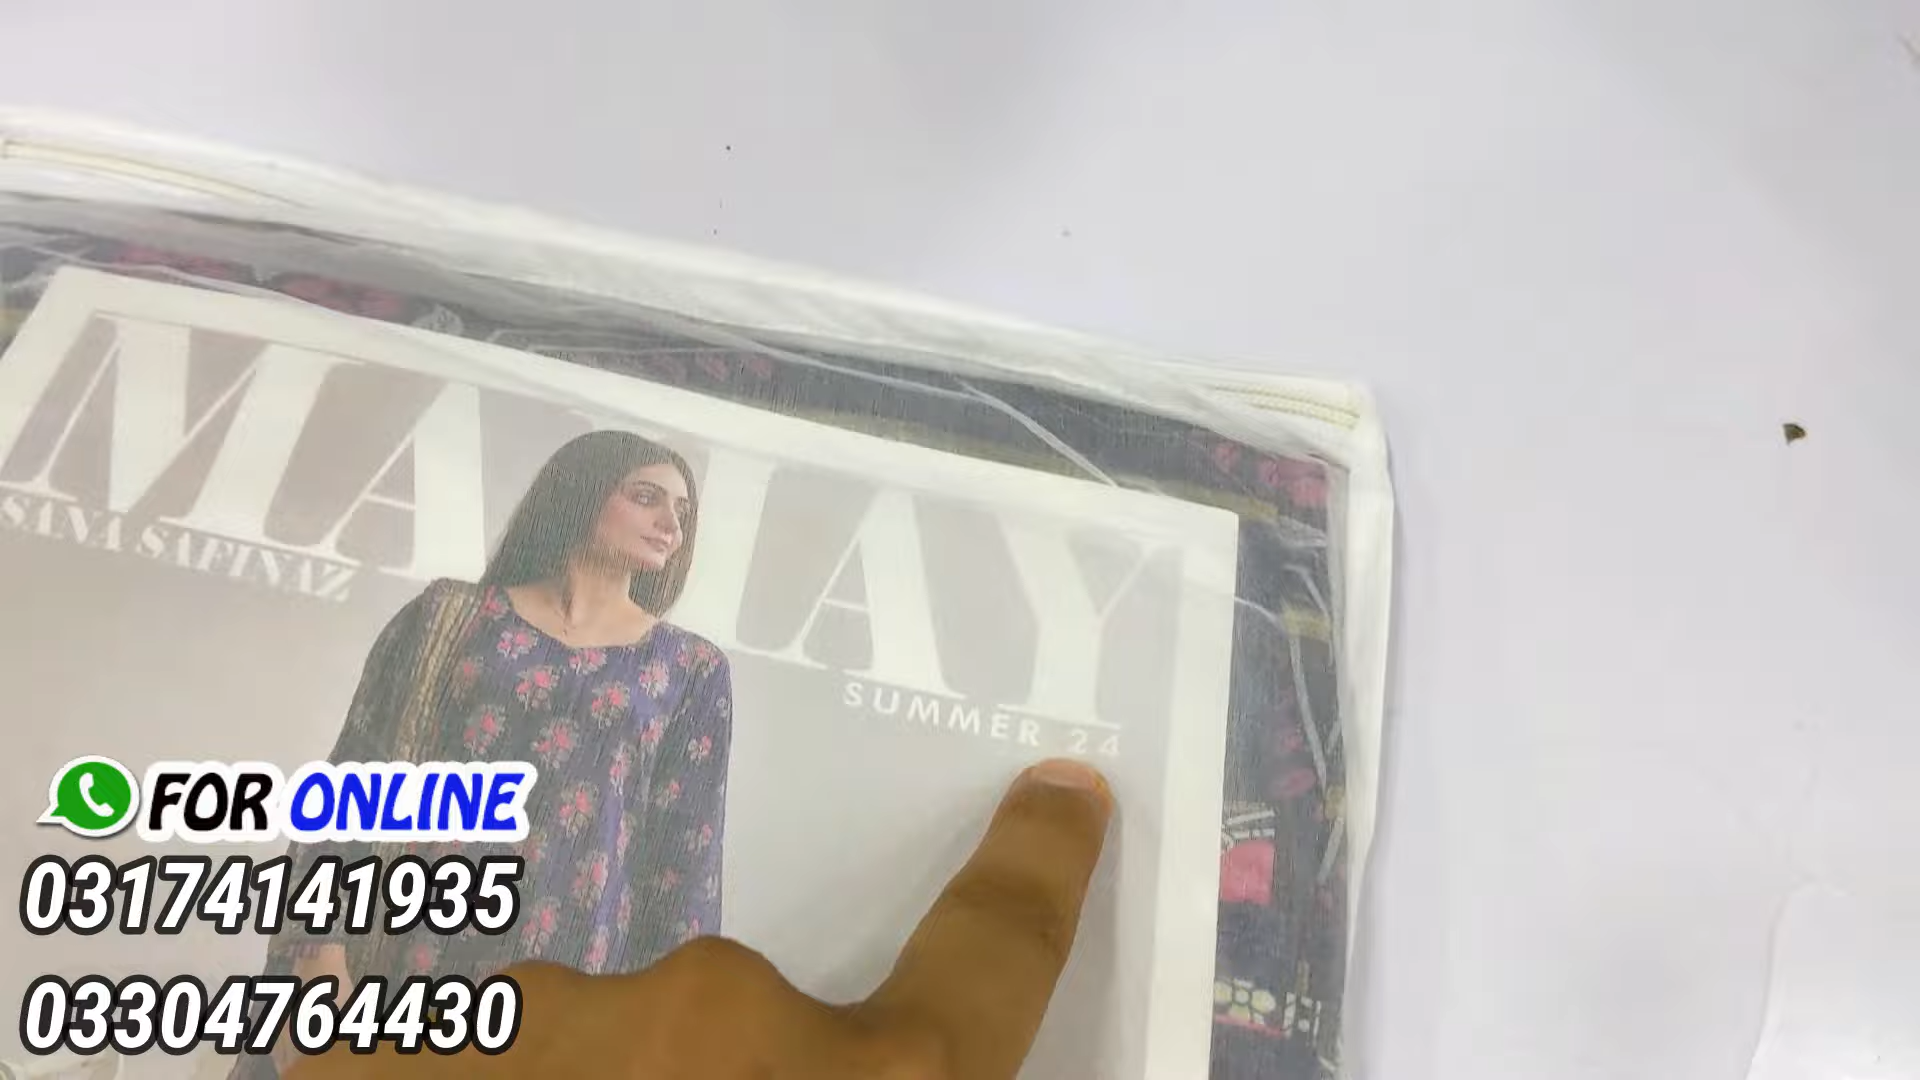 MAHAY
SANA SAFINAZ
SUMMER 24
FOR ONLINE
03174141935
03304764430